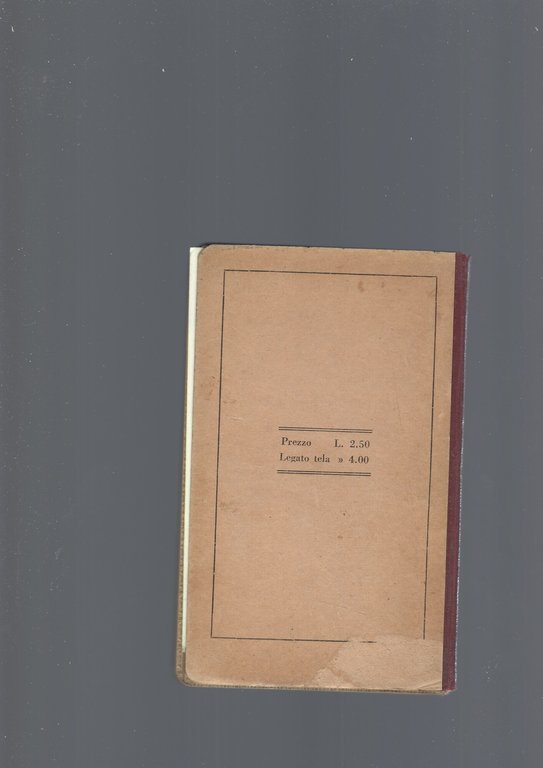 Prezzo L. 2.50
Legato tela » 4.00